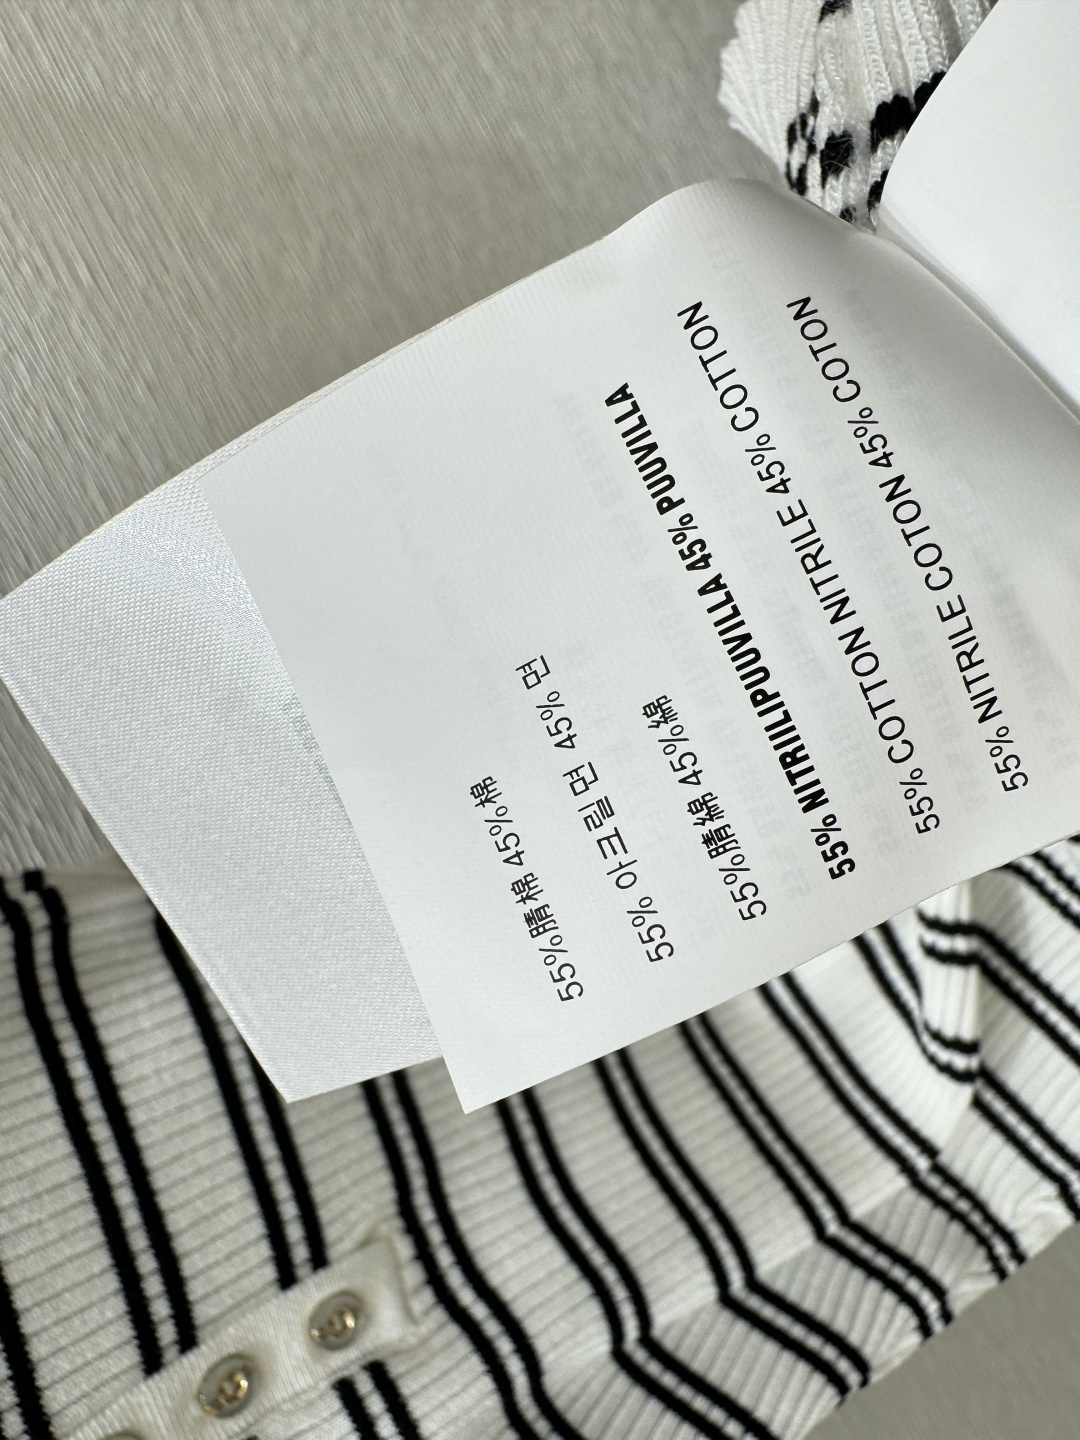 55%腈棉 45%棉
55% 아크릴 면 45% 면
55%腈綿 45%綿
55% NITRIILIPUUVILLA 45% PUUVILLA
55% COTTON NITRILE 45% COTTON
55% NITRILE COTTON 45% COTON